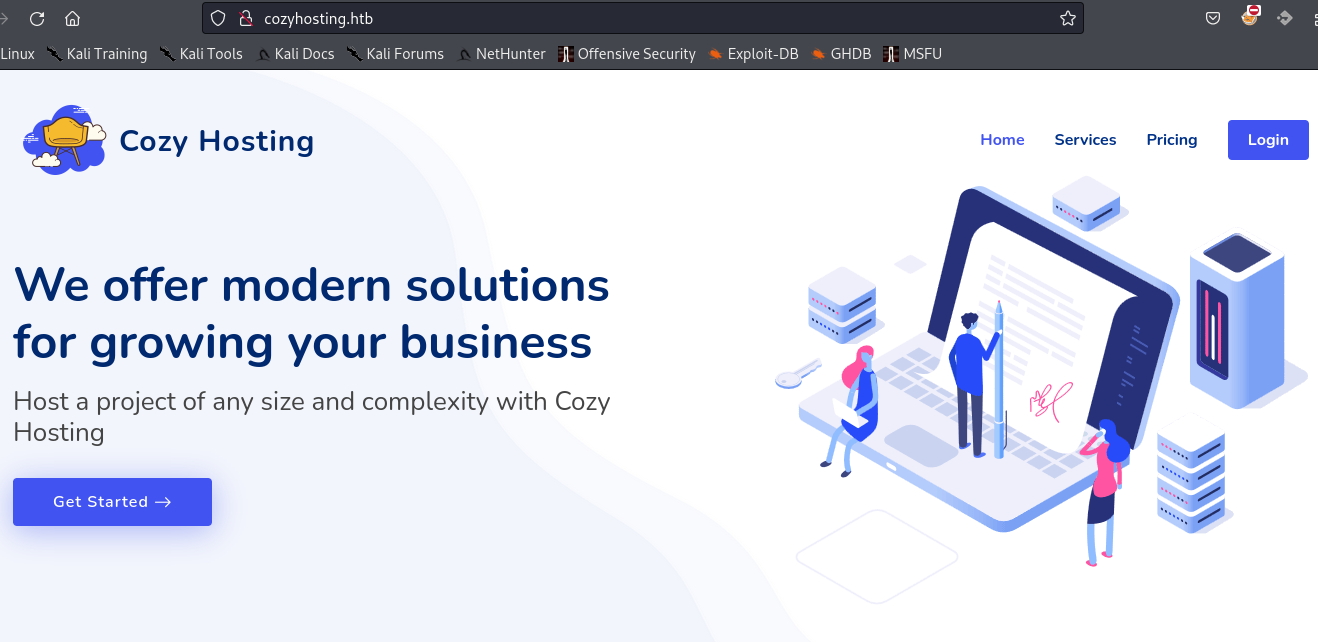 cozyhosting.htb
Linux Kali Training Kali Tools Kali Docs Kali Forums NetHunter Offensive Security Exploit-DB GHDB MSFU
Cozy Hosting
Home Services Pricing Login
We offer modern solutions
for growing your business
Host a project of any size and complexity with Cozy
Hosting
Get Started →